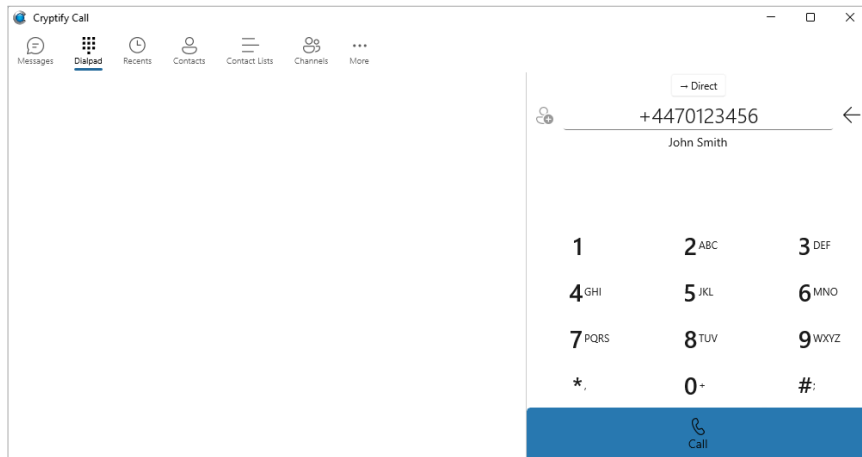 Cryptify Call
Messages Dialpad Recents Contacts Contact Lists Channels More
→ Direct
+4470123456
John Smith
1 2 ABC 3 DEF
4 GHI 5 JKL 6 MNO
7 PQRS 8 TUV 9 WXYZ
*, 0 + #;
Call